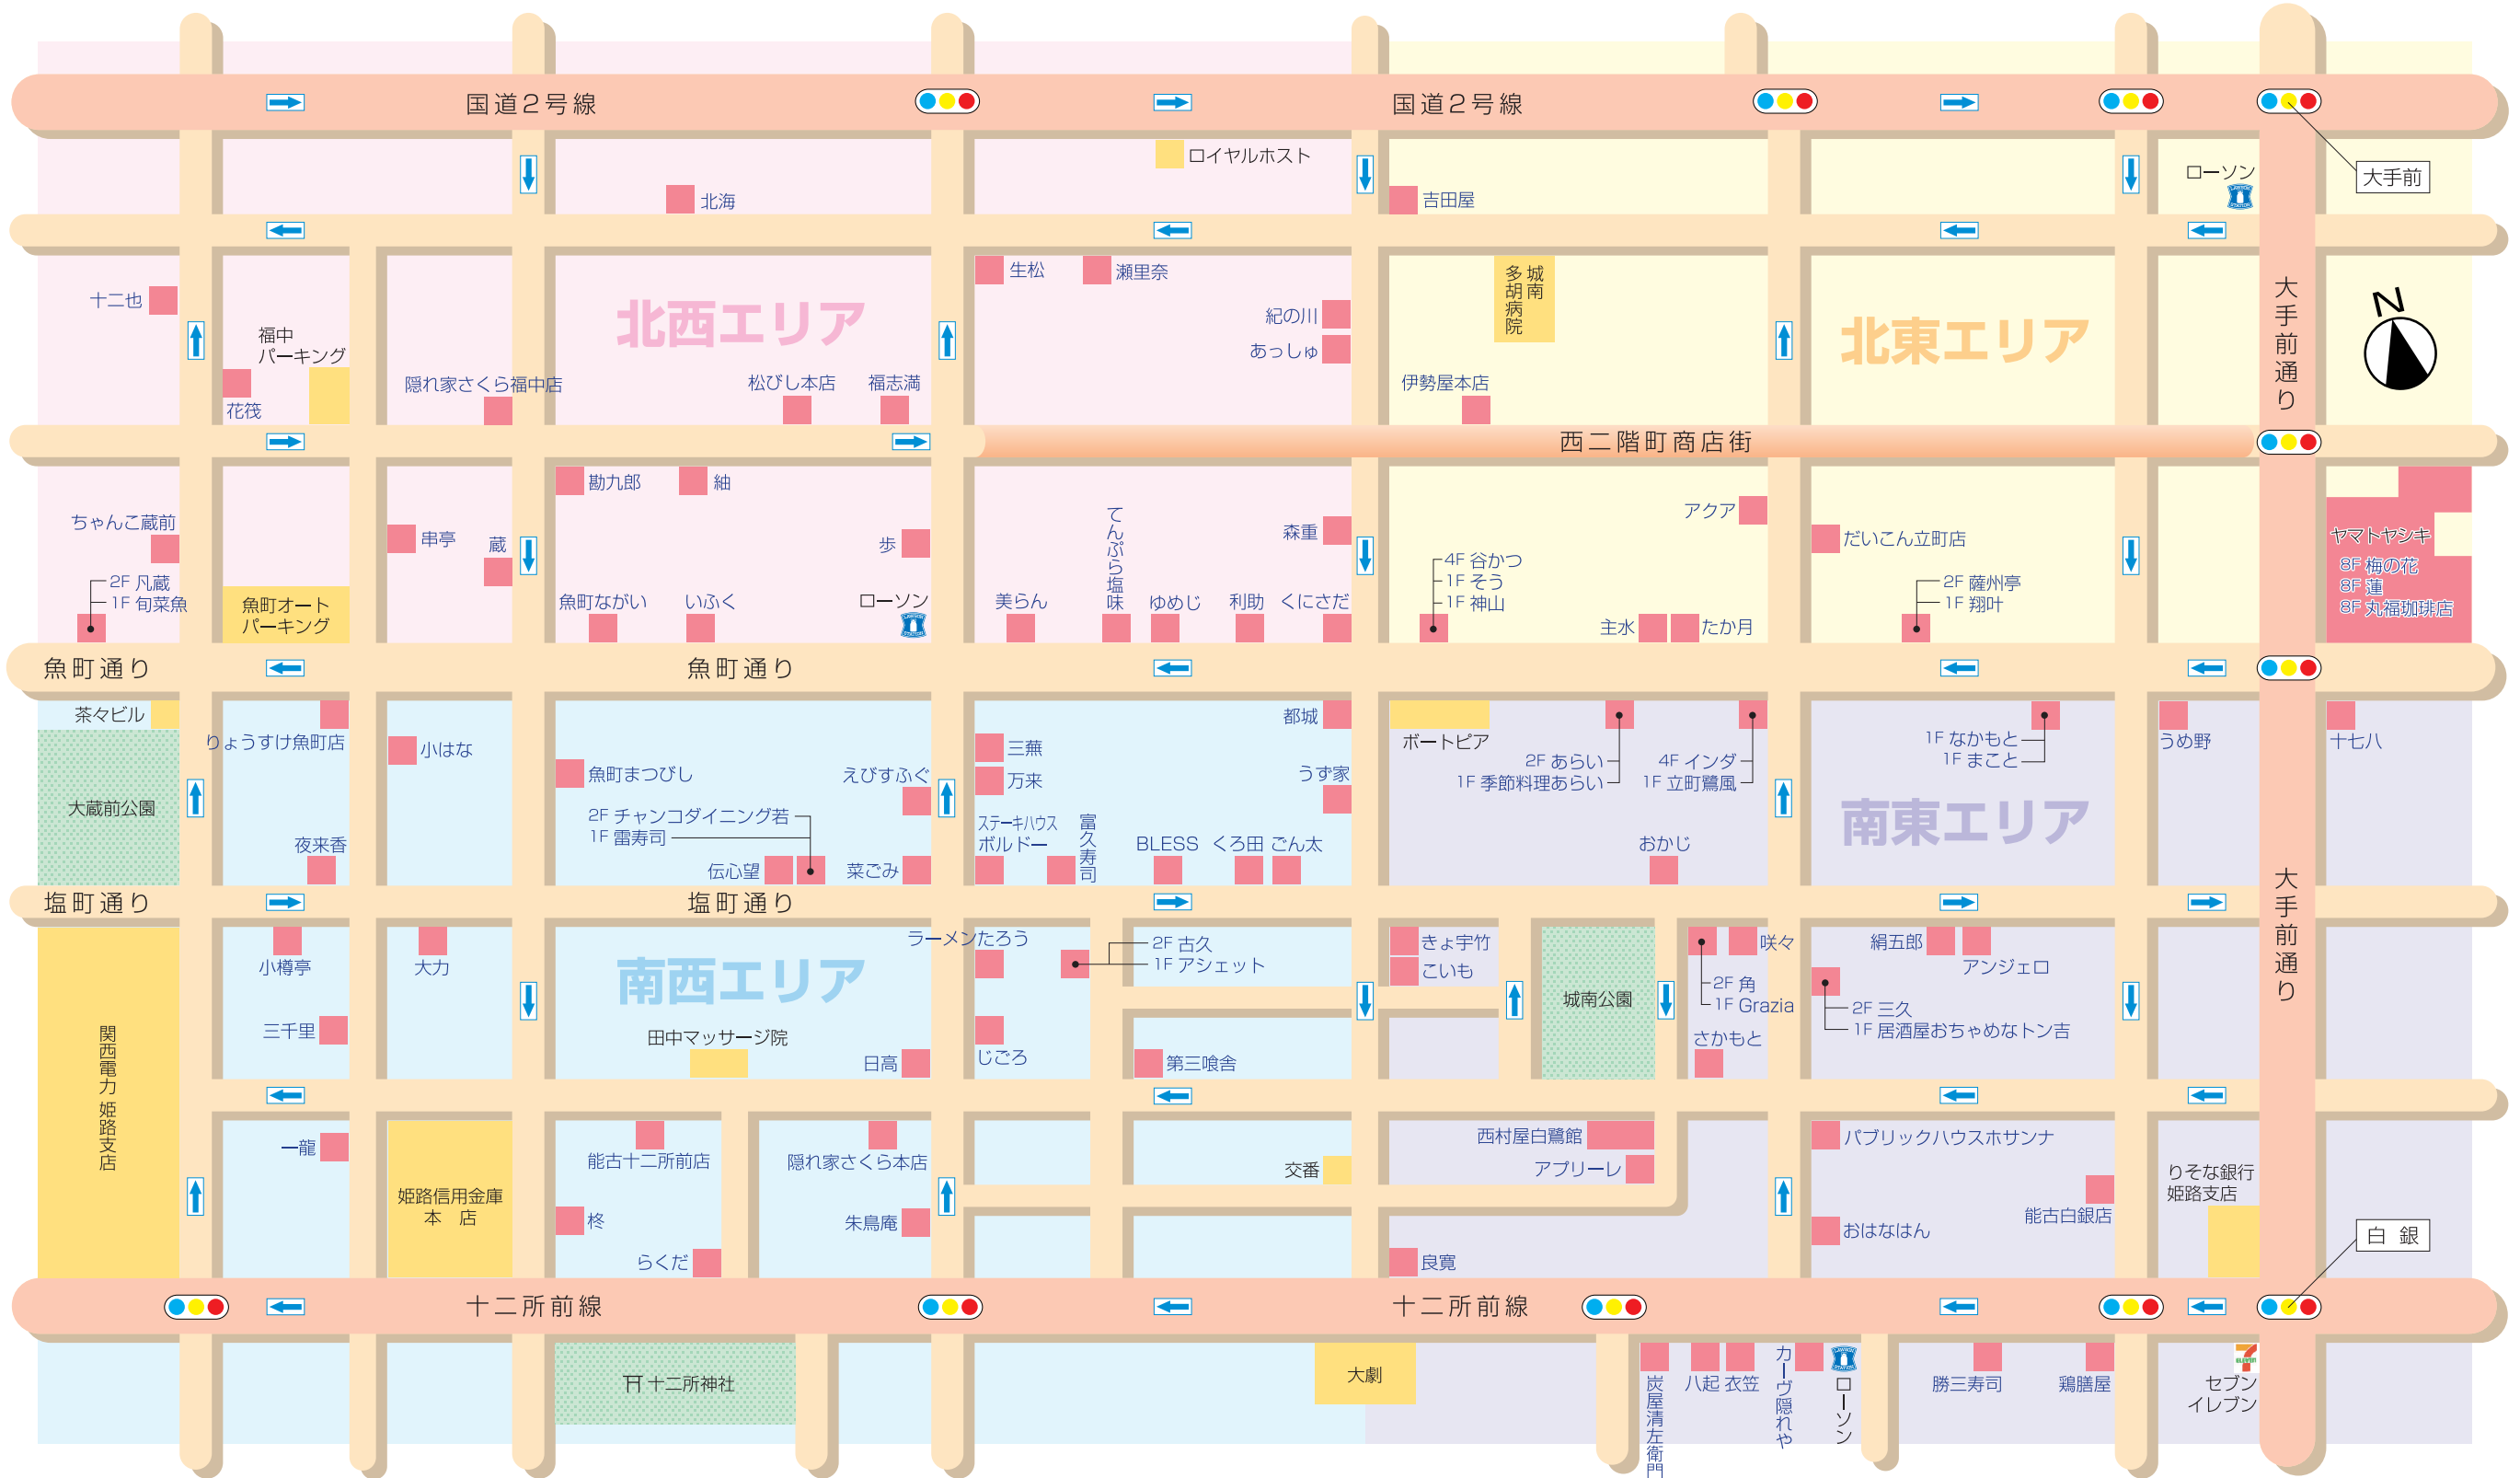 国道2号線
国道2号線
ロイヤルホスト
ローソン
大手前
北海
吉田屋
生松
瀬里奈
十二也
城南
多胡病院
大手前通り
N
北西エリア
北東エリア
紀の川
あっしゅ
福中
パーキング
花筏
隠れ家さくら福中店
松びし本店
福志満
伊勢屋本店
西二階町商店街
勘九郎
紬
ちゃんこ蔵前
串亭
蔵
歩
てんぷら塩味
森重
アクア
だいこん立町店
ヤマトヤシキ
8F 梅の花
8F 蓮
8F 丸福珈琲店
2F 凡蔵
1F 旬菜魚
魚町オート
パーキング
魚町ながい
いふく
ローソン
美らん
ゆめじ
利助
くにさだ
4F 谷かつ
1F そう
1F 神山
主水
たか月
2F 薩州亭
1F 翔叶
魚町通り
魚町通り
茶々ビル
りょうすけ魚町店
小はな
都城
ボートピア
三蕪
万来
魚町まつびし
えびすふぐ
うず家
2F あらい
1F 季節料理あらい
4F インダ
1F 立町鷺風
1F なかもと
1F まこと
うめ野
十七八
大蔵前公園
2F チャンコダイニング若
1F 雷寿司
南東エリア
夜来香
伝心望
菜ごみ
ステーキハウス
ボルドー
富久寿司
BLESS
くろ田
ごん太
おかじ
塩町通り
塩町通り
大手前通り
小樽亭
大力
ラーメンたろう
2F 古久
1F アシェット
きょ宇竹
こいも
咲々
絹五郎
アンジェロ
南西エリア
城南公園
2F 角
1F Grazia
2F 三久
1F 居酒屋おちゃめなトン吉
関西電力 姫路支店
三千里
田中マッサージ院
日高
じごろ
第三喰舎
さかもと
一龍
能古十二所前店
隠れ家さくら本店
交番
西村屋白鷺館
アプリーレ
パブリックハウスホサンナ
りそな銀行
姫路支店
姫路信用金庫
本 店
柊
朱鳥庵
らくだ
良寛
おはなはん
能古白銀店
白 銀
十二所前線
十二所前線
十二所神社
大劇
炭屋清左衛門
八起
衣笠
カーヴ隠れや
ローソン
勝三寿司
鶏膳屋
セブン
イレブン